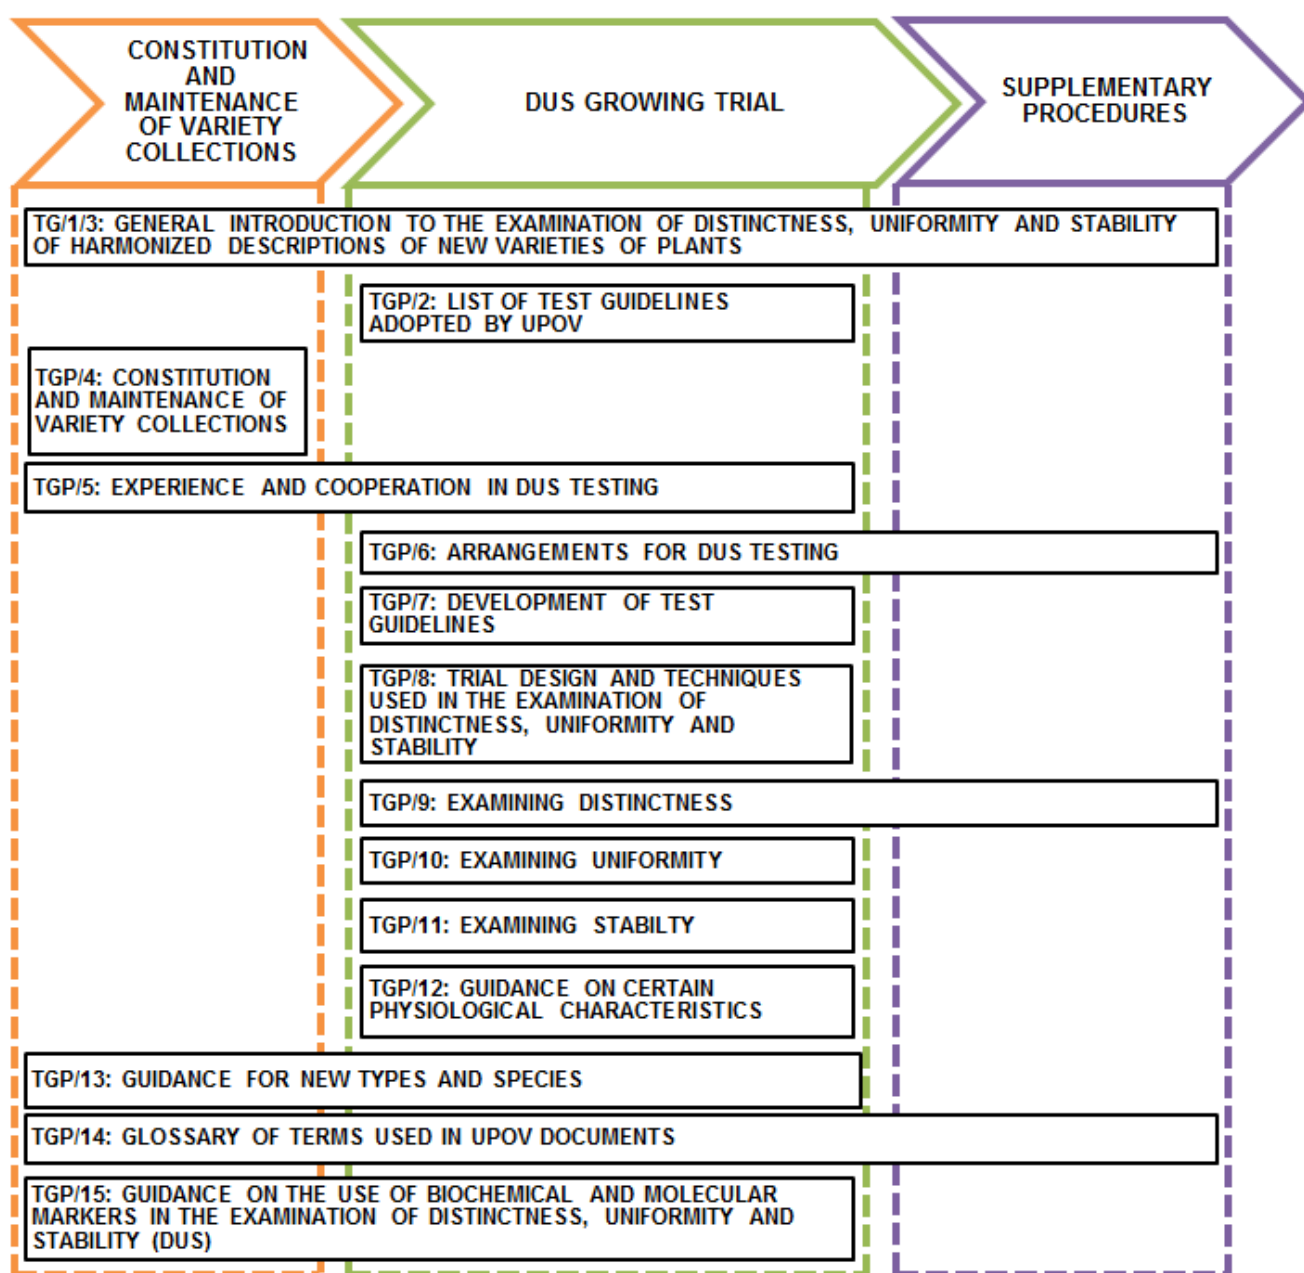 CONSTITUTION
AND
MAINTENANCE
OF VARIETY
COLLECTIONS
DUS GROWING TRIAL
SUPPLEMENTARY
PROCEDURES
TG/1/3: GENERAL INTRODUCTION TO THE EXAMINATION OF DISTINCTNESS, UNIFORMITY AND STABILITY
OF HARMONIZED DESCRIPTIONS OF NEW VARIETIES OF PLANTS
TGP/2: LIST OF TEST GUIDELINES
ADOPTED BY UPOV
TGP/4: CONSTITUTION
AND MAINTENANCE OF
VARIETY COLLECTIONS
TGP/5: EXPERIENCE AND COOPERATION IN DUS TESTING
TGP/6: ARRANGEMENTS FOR DUS TESTING
TGP/7: DEVELOPMENT OF TEST
GUIDELINES
TGP/8: TRIAL DESIGN AND TECHNIQUES
USED IN THE EXAMINATION OF
DISTINCTNESS, UNIFORMITY AND
STABILITY
TGP/9: EXAMINING DISTINCTNESS
TGP/10: EXAMINING UNIFORMITY
TGP/11: EXAMINING STABILTY
TGP/12: GUIDANCE ON CERTAIN
PHYSIOLOGICAL CHARACTERISTICS
TGP/13: GUIDANCE FOR NEW TYPES AND SPECIES
TGP/14: GLOSSARY OF TERMS USED IN UPOV DOCUMENTS
TGP/15: GUIDANCE ON THE USE OF BIOCHEMICAL AND MOLECULAR
MARKERS IN THE EXAMINATION OF DISTINCTNESS, UNIFORMITY AND
STABILITY (DUS)